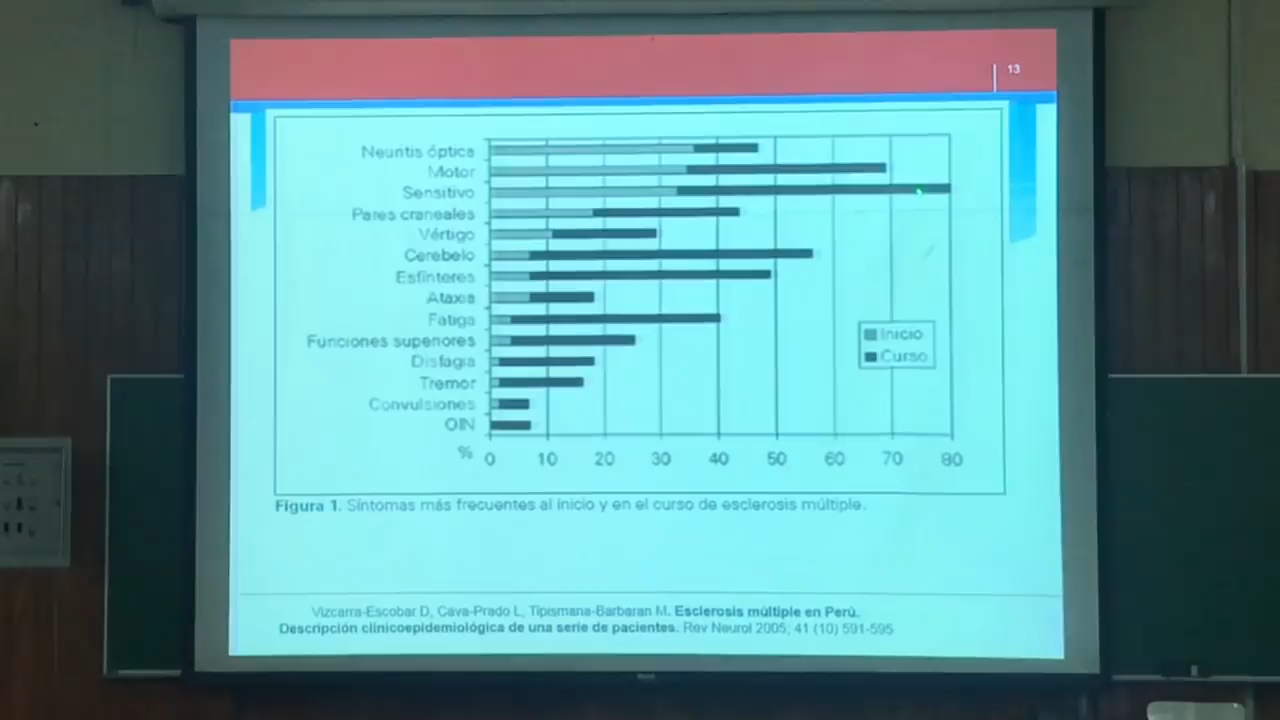 13
Neuritis óptica
Motor
Sensitivo
Pares craneales
Vértigo
Cerebelo
Esfínteres
Ataxia
Fatiga
Funciones superiores
Disfagia
Tremor
Convulsiones
OIN
Inicio
Curso
% 0 10 20 30 40 50 60 70 80
Figura 1. Síntomas más frecuentes al inicio y en el curso de esclerosis múltiple.
Vizcarra-Escobar D, Cava-Prado L, Tipismana-Barbaran M. Esclerosis múltiple en Perú.
Descripción clinicoepidemiológica de una serie de pacientes. Rev Neurol 2005; 41 (10) 591-595